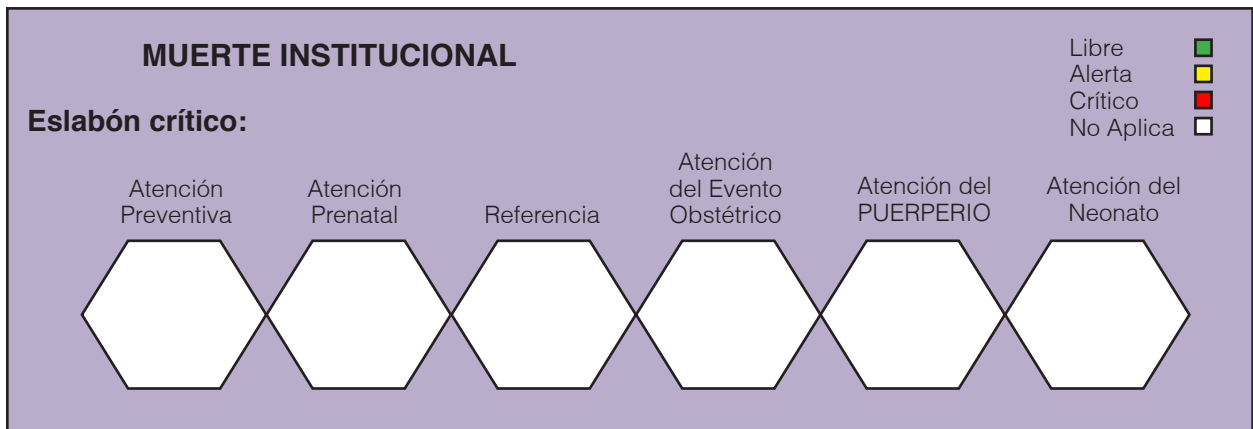 MUERTE INSTITUCIONAL
Libre
Alerta
Crítico
No Aplica
Eslabón crítico:
Atención
Preventiva
Atención
Prenatal
Referencia
Atención
del Evento
Obstétrico
Atención del
PUERPERIO
Atención del
Neonato